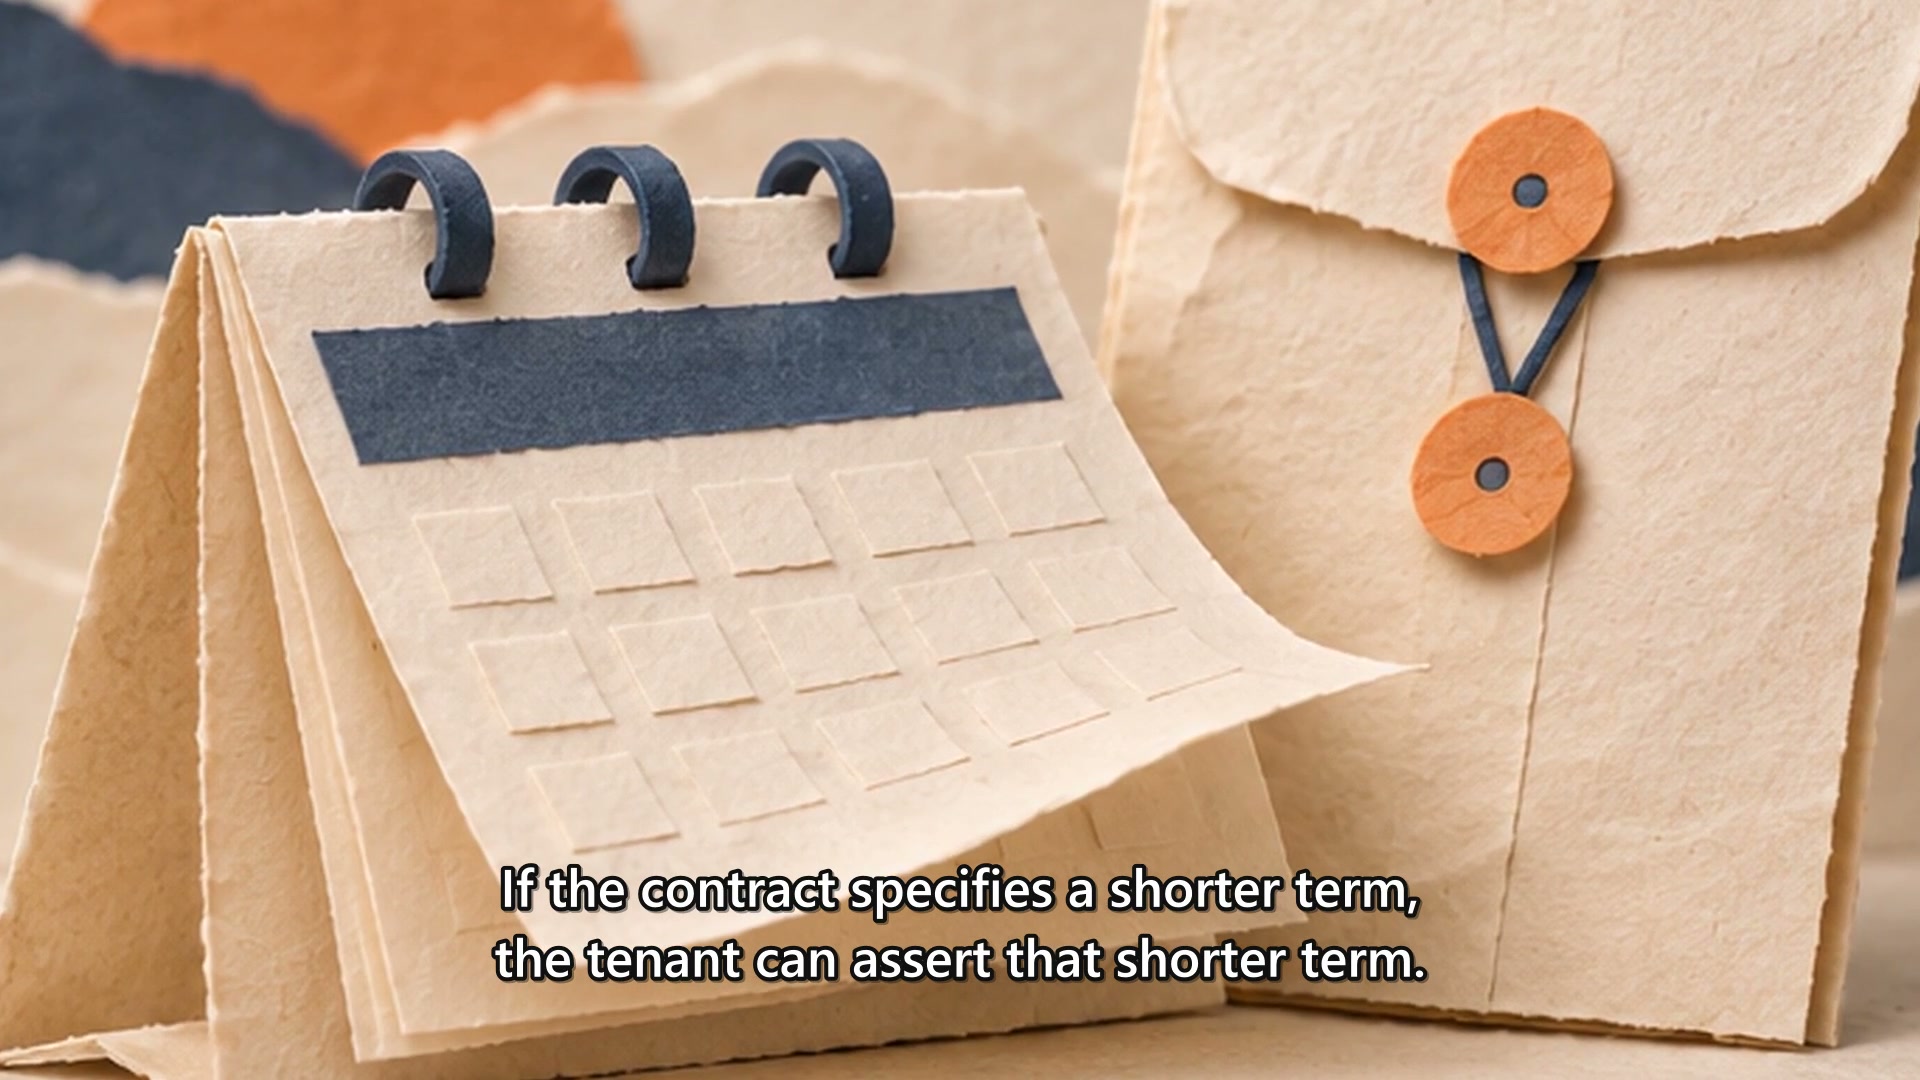 If the contract specifies a shorter term,
the tenant can assert that shorter term.